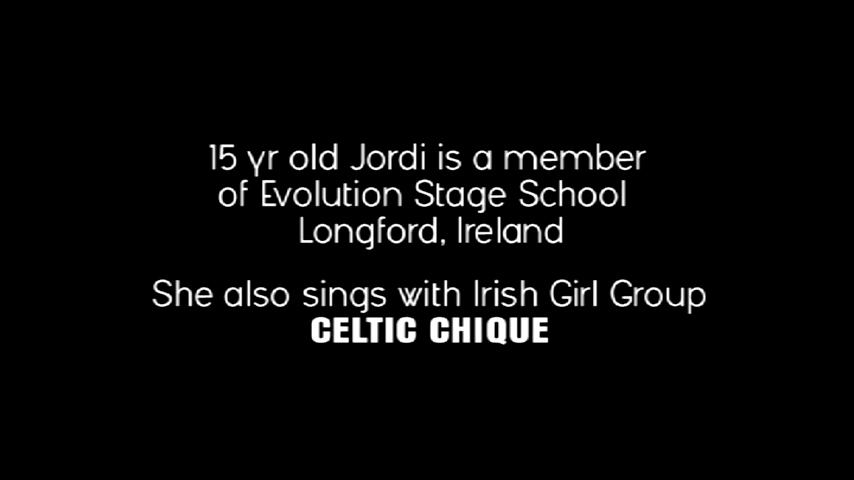 15 yr old Jordi is a member
of Evolution Stage School
Longford, Ireland
She also sings with Irish Girl Group
CELTIC CHIQUE